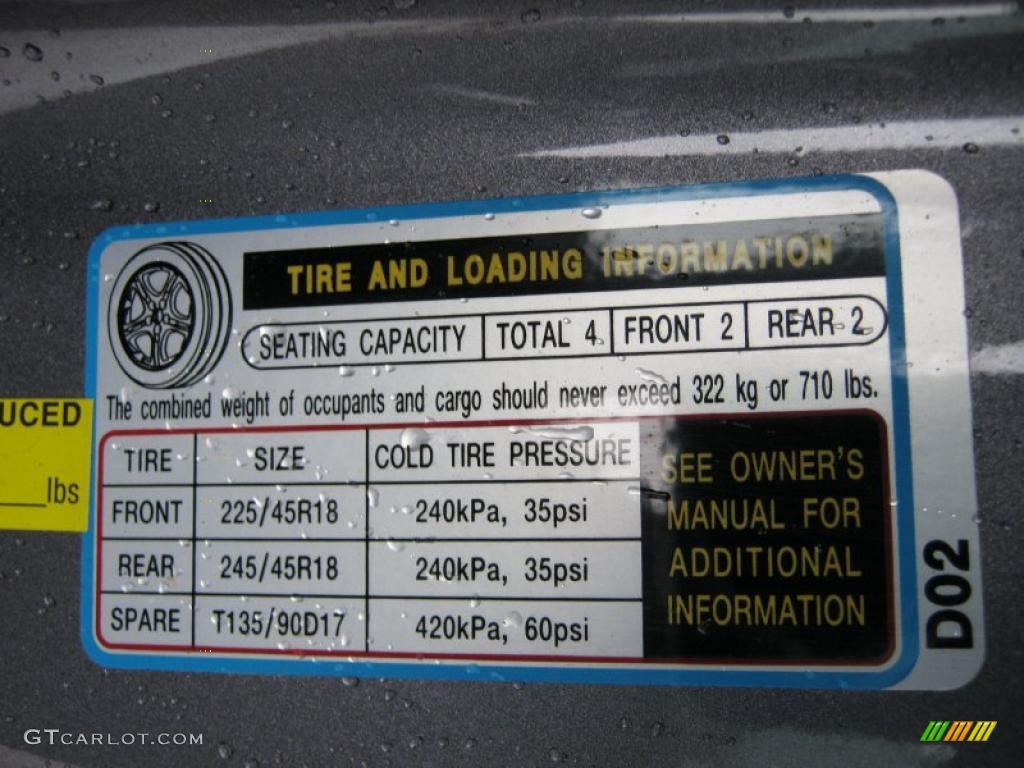 TIRE AND LOADING INFORMATION
SEATING CAPACITY TOTAL 4 FRONT 2 REAR 2
The combined weight of occupants and cargo should never exceed 322 kg or 710 lbs.
UCED
lbs
TIRE SIZE COLD TIRE PRESSURE
FRONT 225/45R18 240kPa, 35psi
REAR 245/45R18 240kPa, 35psi
SPARE T135/90D17 420kPa, 60psi
SEE OWNER'S
MANUAL FOR
ADDITIONAL
INFORMATION
D02
GTCARLOT.COM